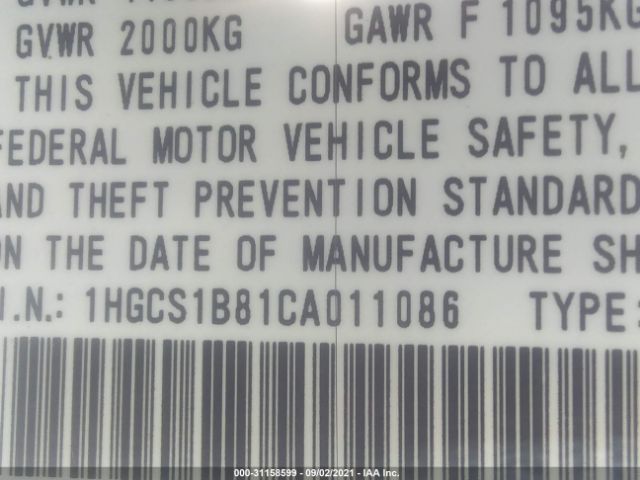 GVWR 2000KG GAWR F 1095KG
THIS VEHICLE CONFORMS TO ALL
FEDERAL MOTOR VEHICLE SAFETY,
AND THEFT PREVENTION STANDARD
ON THE DATE OF MANUFACTURE SH
I.N.: 1HGCS1B81CA011086 TYPE:
000-31158599 - 09/02/2021 - IAA Inc.